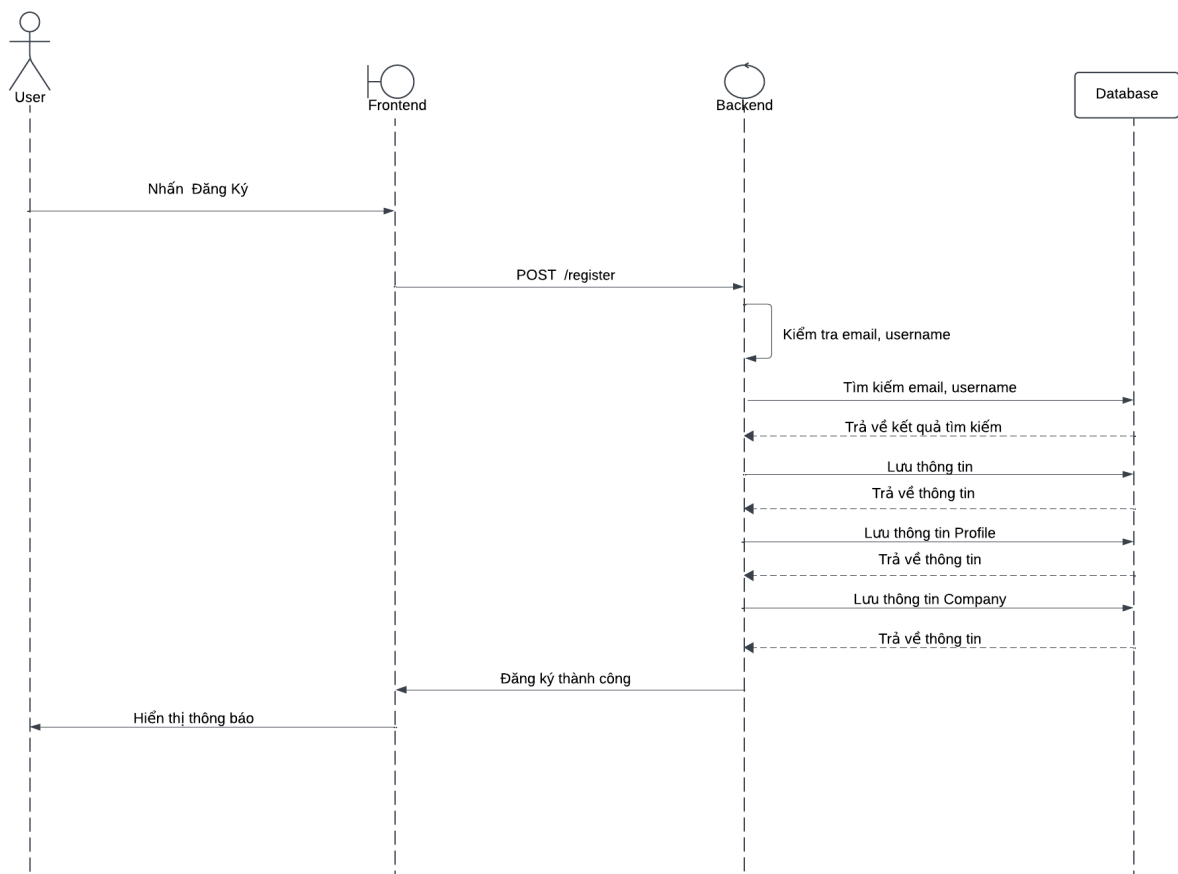 User
Frontend
Backend
Database
Nhấn Đăng Ký
POST /register
Kiểm tra email, username
Tìm kiếm email, username
Trả về kết quả tìm kiếm
Lưu thông tin
Trả về thông tin
Lưu thông tin Profile
Trả về thông tin
Lưu thông tin Company
Trả về thông tin
Đăng ký thành công
Hiển thị thông báo